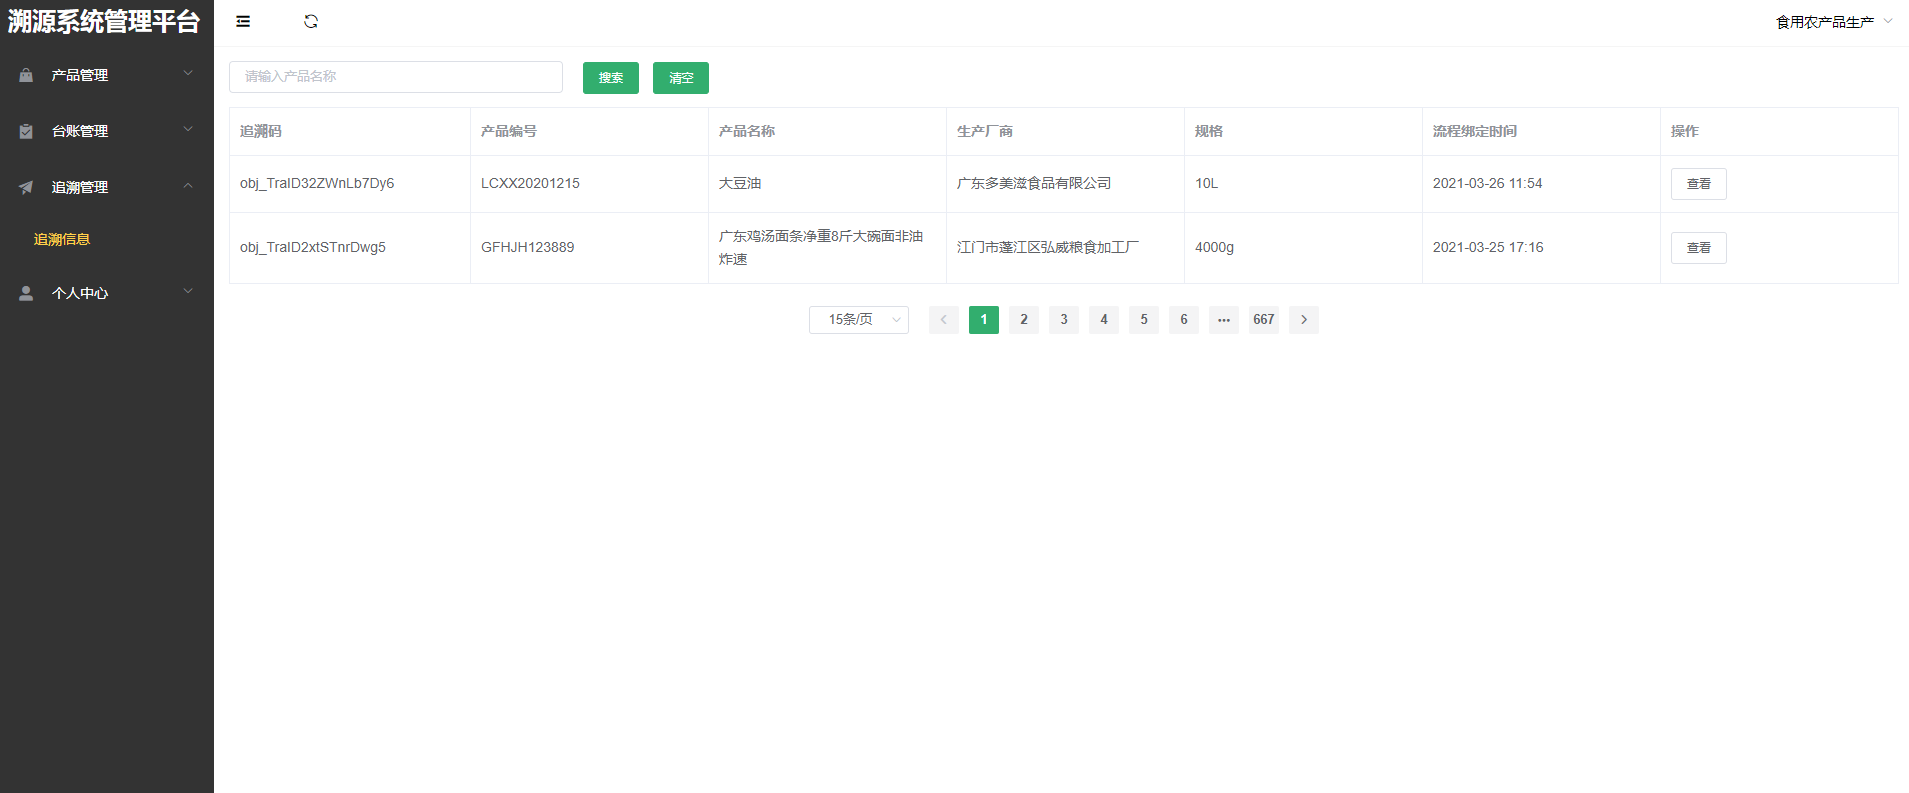 溯源系统管理平台
食用农产品生产
产品管理
台账管理
追溯管理
追溯信息
个人中心
请输入产品名称
搜索
清空
追溯码 产品编号 产品名称 生产厂商 规格 流程绑定时间 操作
obj_TraID32ZWnLb7Dy6 LCXX20201215 大豆油 广东多美滋食品有限公司 10L 2021-03-26 11:54 查看
obj_TraID2xtSTnrDwg5 GFHJH123889 广东鸡汤面条净重8斤大碗面非油
炸速 江门市蓬江区弘威粮食加工厂 4000g 2021-03-25 17:16 查看
15条/页 1 2 3 4 5 6 ••• 667